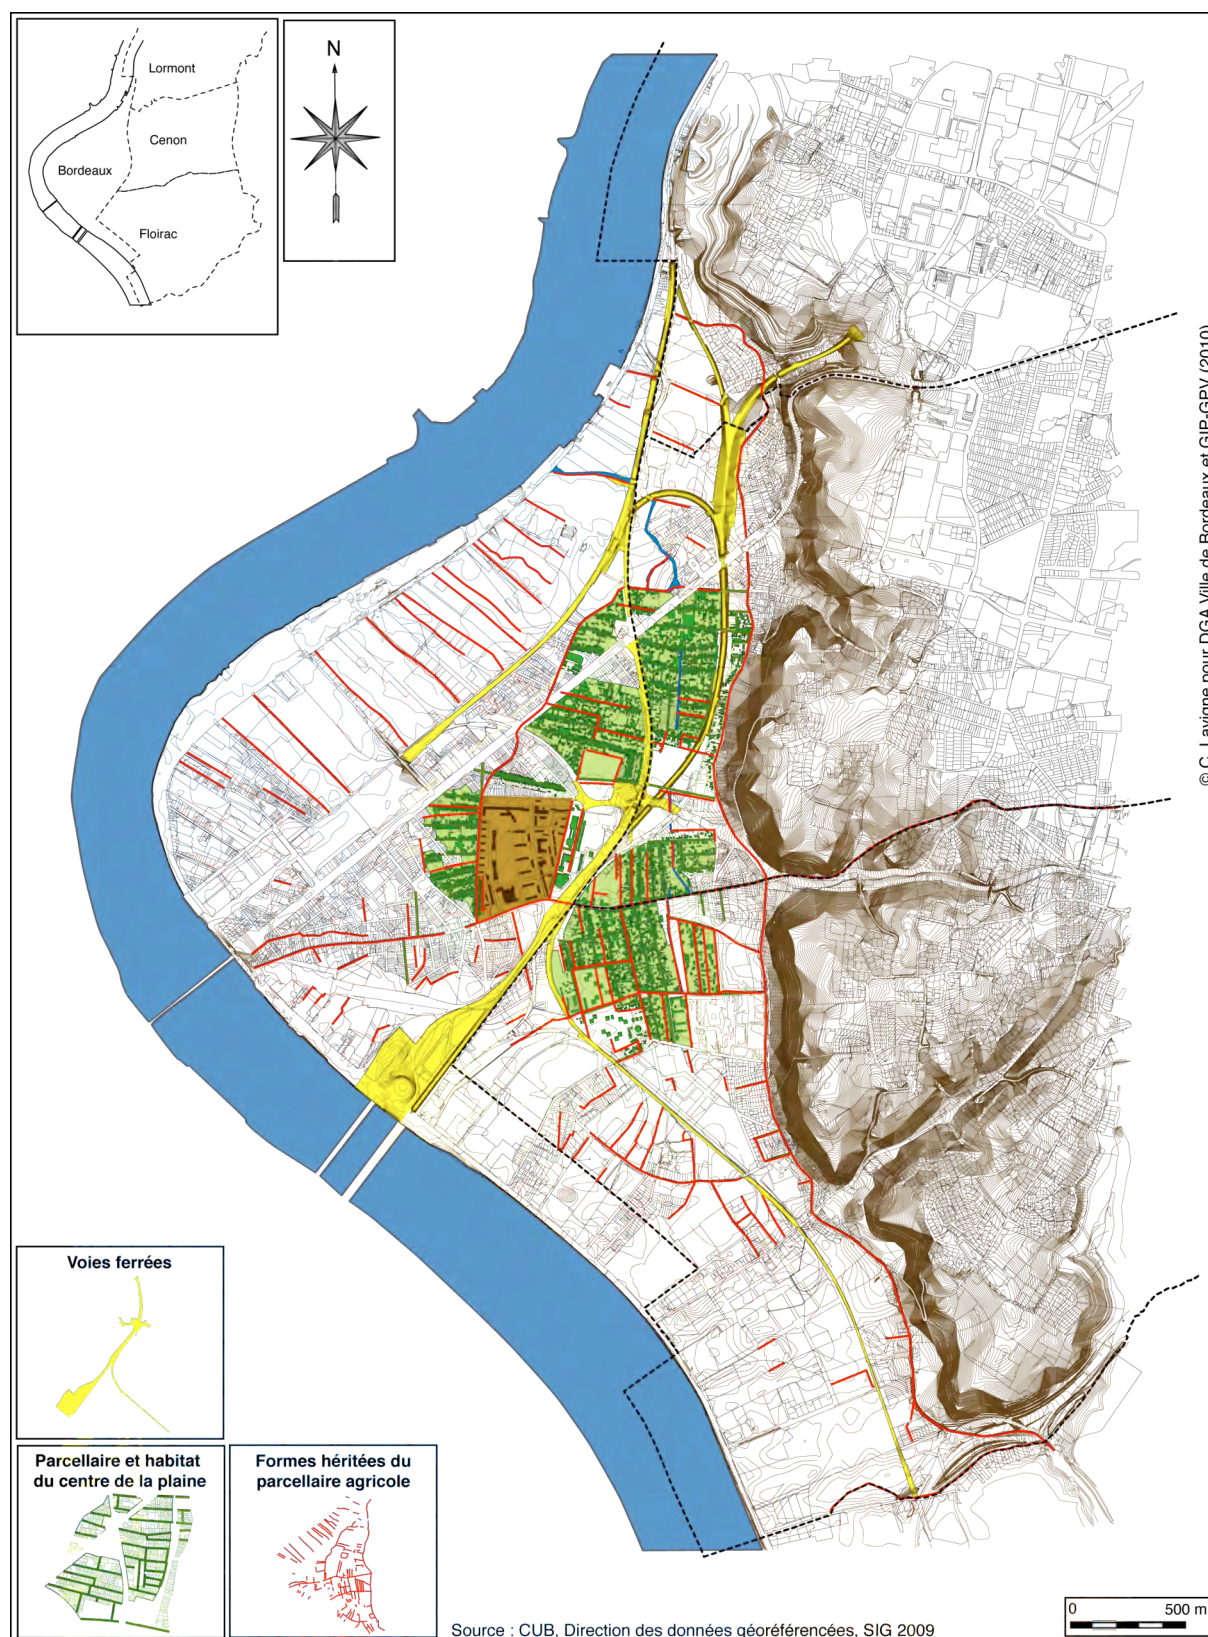 Lormont
Cenon
Bordeaux
Floirac
N
© C. Lavigne pour DGA Ville de Bordeaux et GIP-GPV (2010)
Voies ferrées
Parcellaire et habitat
du centre de la plaine
Formes héritées du
parcellaire agricole
0 500 m
Source : CUB, Direction des données géoréférencées, SIG 2009